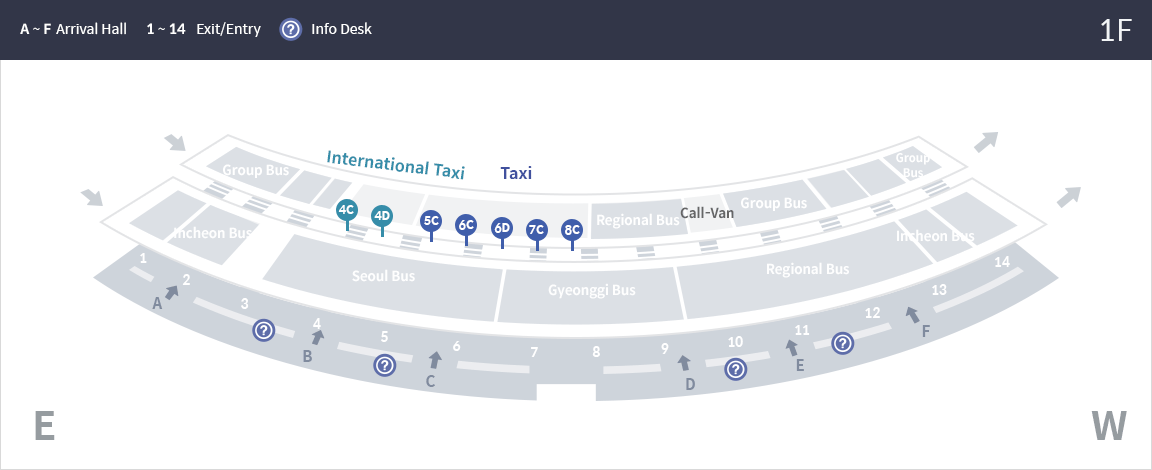 A ~ F Arrival Hall 1 ~ 14 Exit/Entry ? Info Desk 1F
International Taxi Taxi
Group Bus
Group
Bus
4C 4D 5C 6C 6D 7C 8C Regional Bus Call-Van Group Bus
Incheon Bus Incheon Bus
Seoul Bus Gyeonggi Bus Regional Bus
1 2 3 4 5 6 7 8 9 10 11 12 13 14
? ? ? ?
A B C D E F
E W